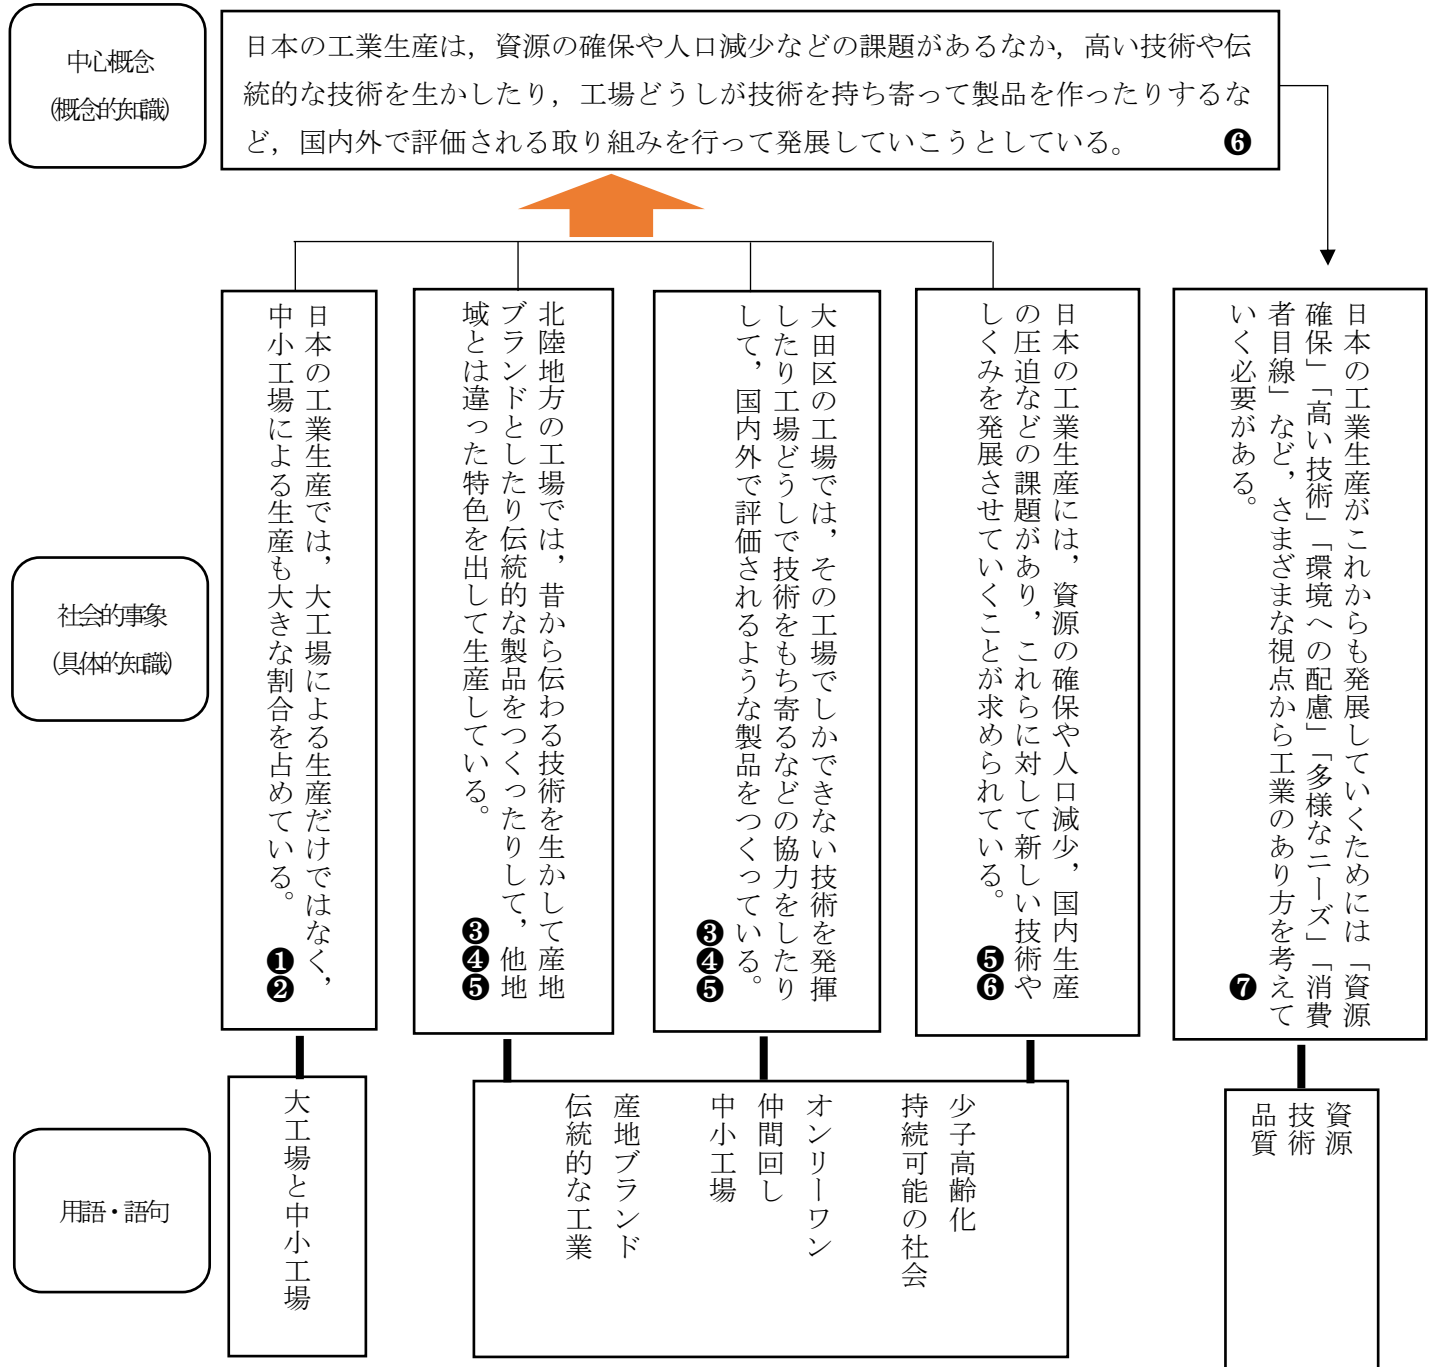 中心概念
(概念的知識)
日本の工業生産は，資源の確保や人口減少などの課題があるなか，高い技術や伝
統的な技術を生かしたり，工場どうしが技術を持ち寄って製品を作ったりするな
ど，国内外で評価される取り組みを行って発展していこうとしている。 ❻
社会的事象
(具体的知識)
日本の工業生産では，大工場による生産だけではなく，
中小工場による生産も大きな割合を占めている。 ❶❷
北陸地方の工場では，昔から伝わる技術を生かして産地
ブランドとしたり伝統的な製品をつくったりして，他地
域とは違った特色を出して生産している。 ❸❹❺
大田区の工場では，その工場でしかできない技術を発揮
したり工場どうしで技術をもち寄るなどの協力をしたり
して，国内外で評価されるような製品をつくっている。 ❸❹❺
日本の工業生産には，資源の確保や人口減少，国内生産
の圧迫などの課題があり，これらに対して新しい技術や
しくみを発展させていくことが求められている。 ❺❻
日本の工業生産がこれからも発展していくためには「資源
確保」「高い技術」「環境への配慮」「多様なニーズ」「消費
者目線」など，さまざまな視点から工業のあり方を考えて
いく必要がある。 ❼
用語・語句
大工場と中小工場
産地ブランド
伝統的な工業
オンリーワン
仲間回し
中小工場
少子高齢化
持続可能の社会
資源
技術
品質